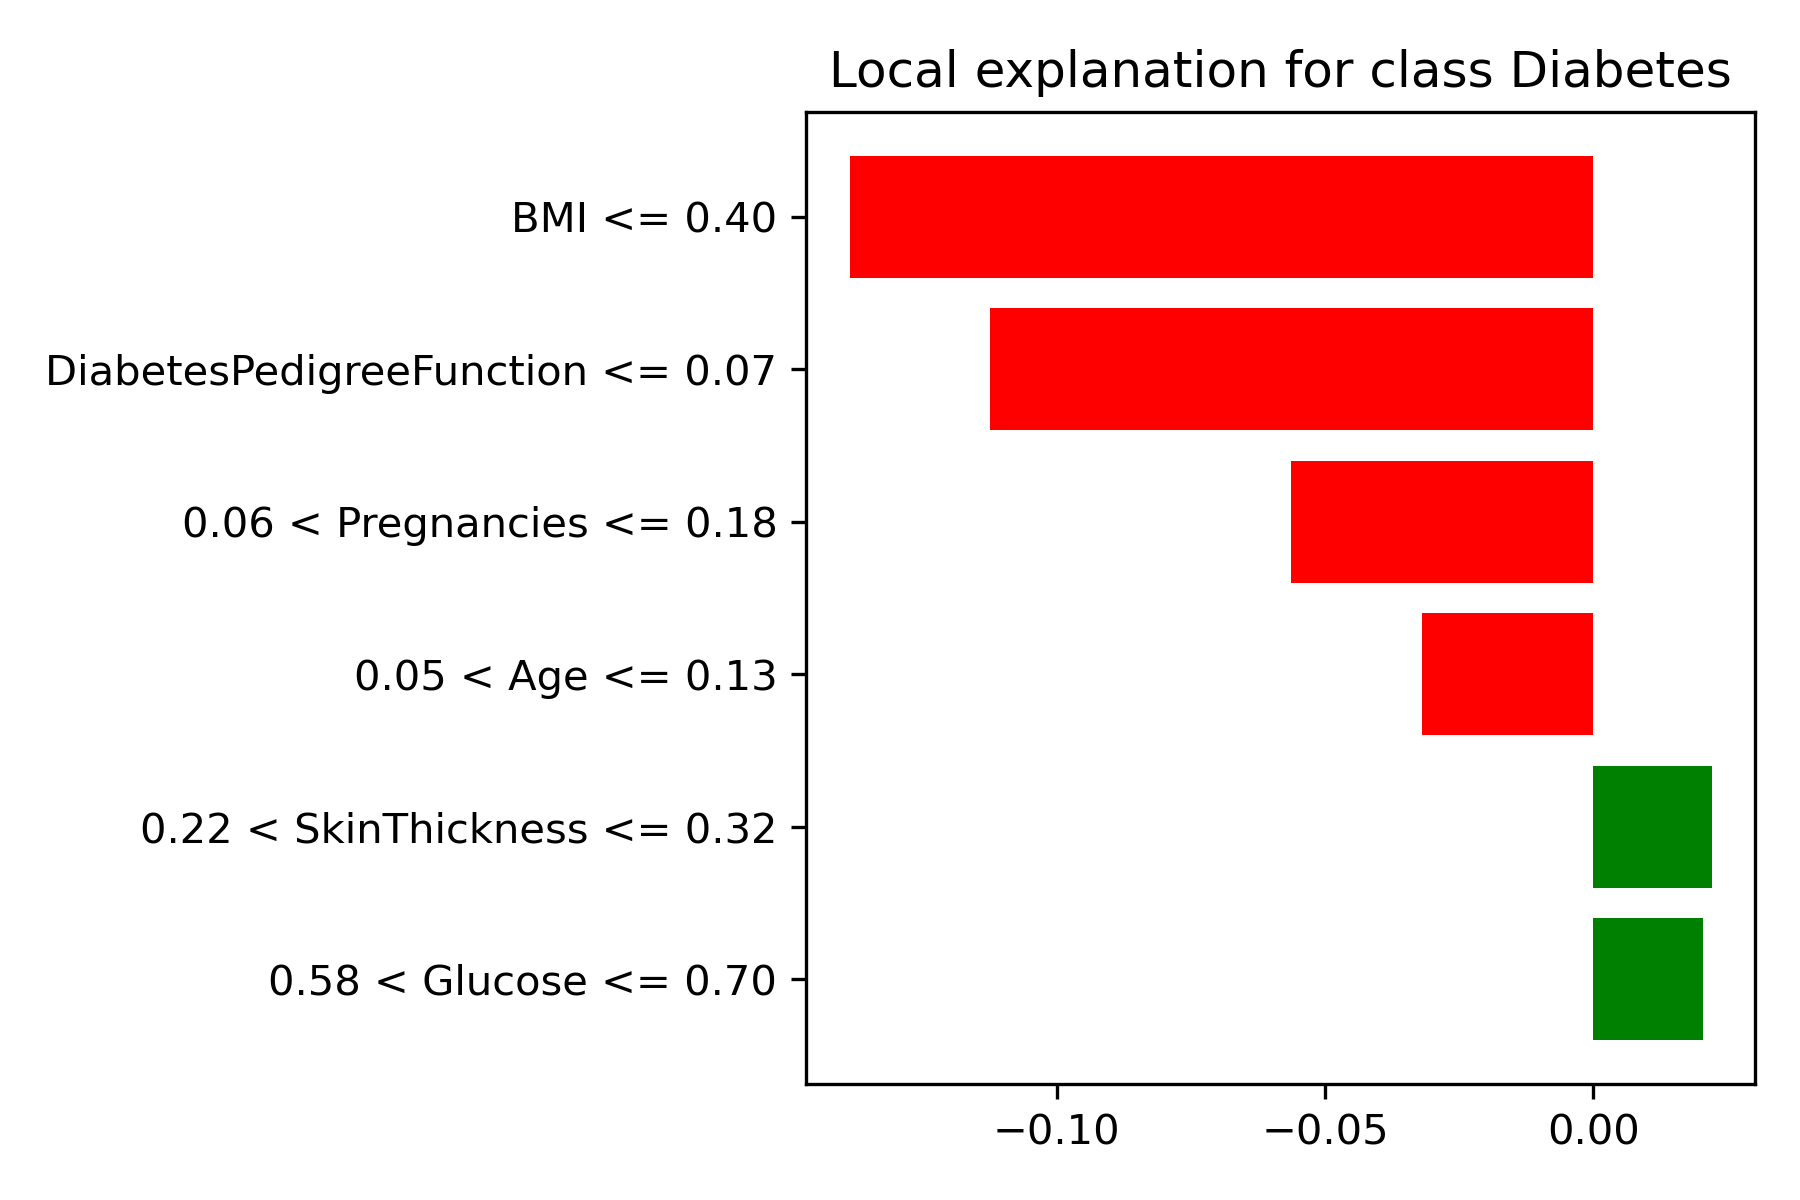 Local explanation for class Diabetes
BMI <= 0.40
DiabetesPedigreeFunction <= 0.07
0.06 < Pregnancies <= 0.18
0.05 < Age <= 0.13
0.22 < SkinThickness <= 0.32
0.58 < Glucose <= 0.70
−0.10 −0.05 0.00